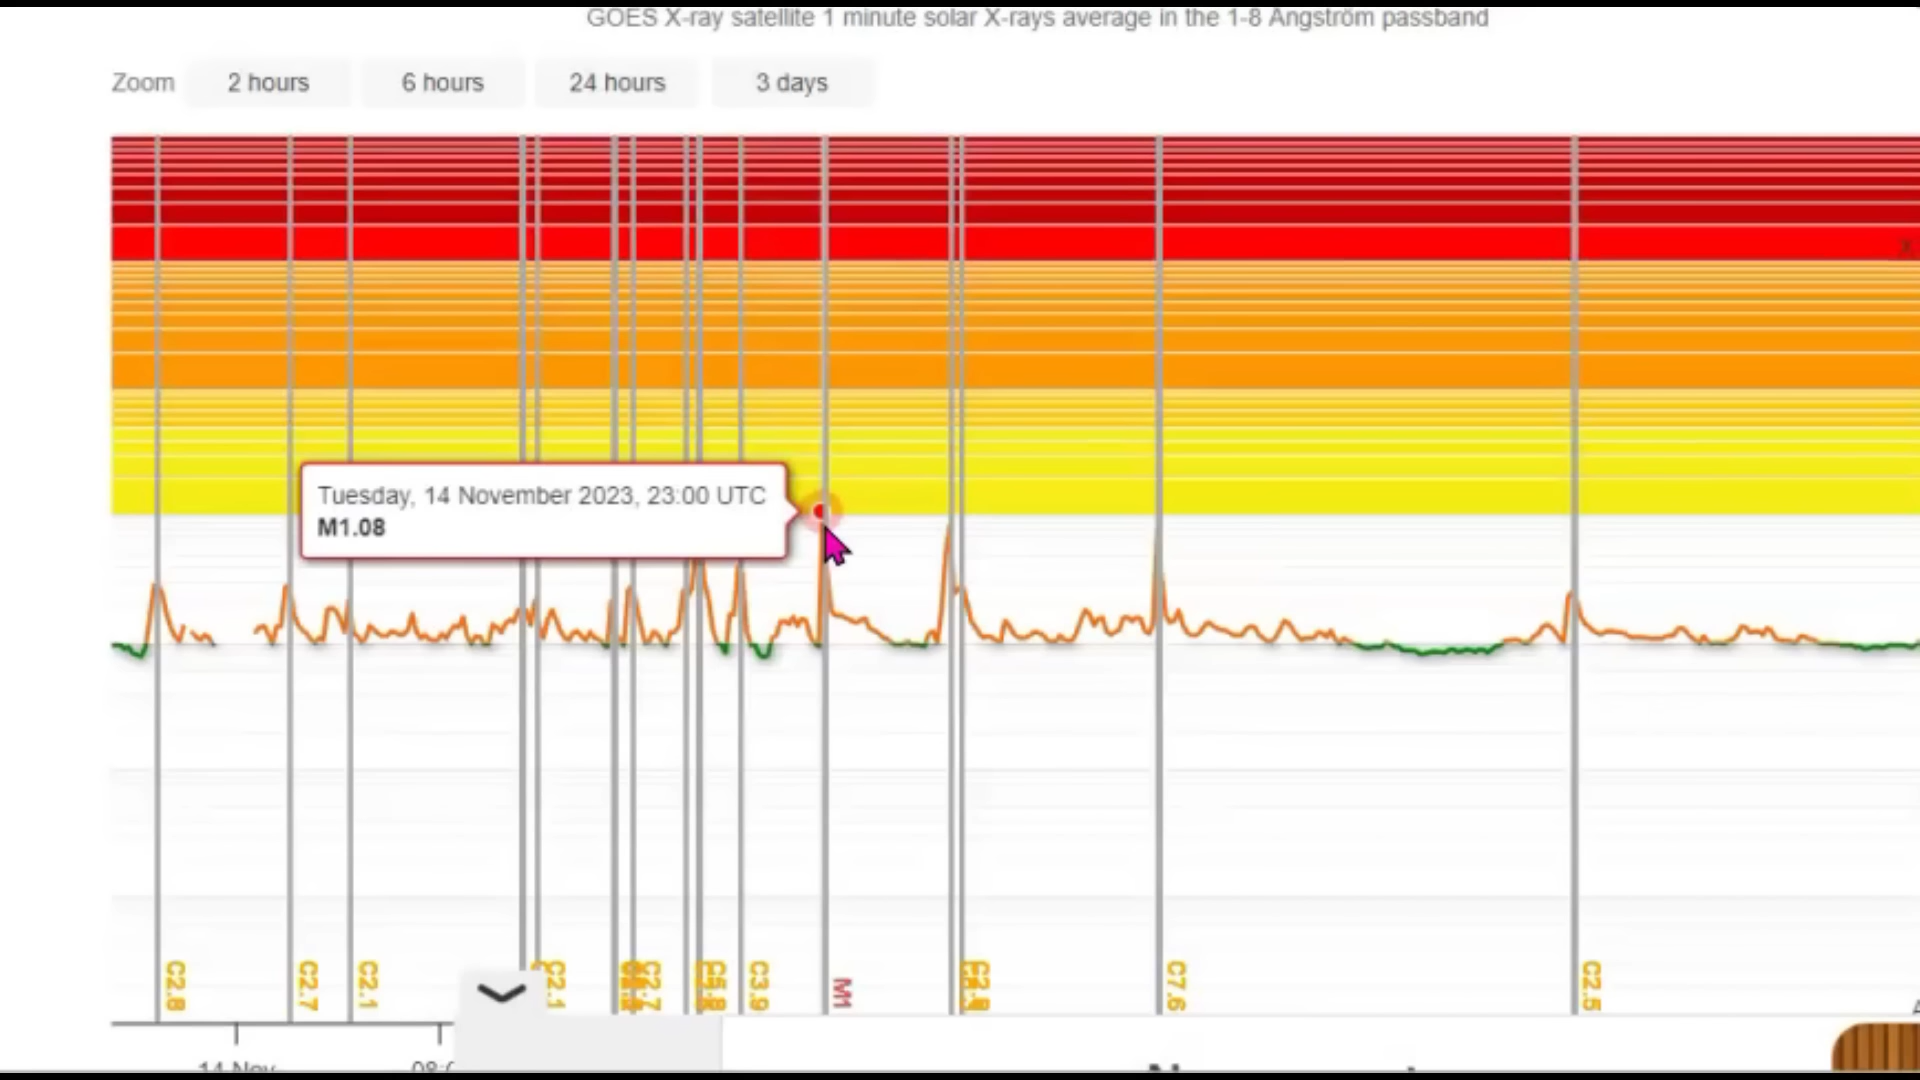 GOES X-ray satellite 1 minute solar X-rays average in the 1-8 Angström passband
Zoom 2 hours 6 hours 24 hours 3 days
X
Tuesday, 14 November 2023, 23:00 UTC
M1.08
C2.8 C2.7 C2.1 C2.1 C2.7 C3.9 M1 C7.6 C2.5
14 Nov